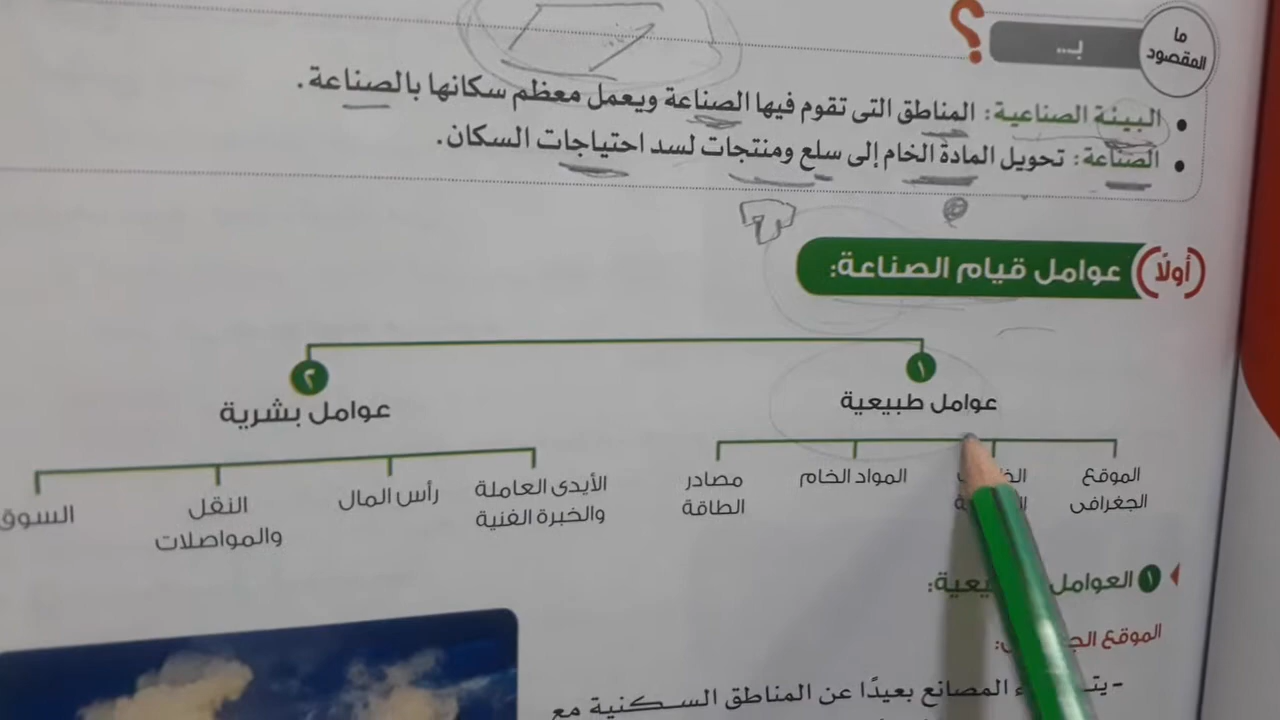 ما
المقصود
بـ...
؟
• البيئة الصناعية: المناطق التى تقوم فيها الصناعة ويعمل معظم سكانها بالصناعة.
• الصناعة: تحويل المادة الخام إلى سلع ومنتجات لسد احتياجات السكان.
(أولًا) عوامل قيام الصناعة:
١
عوامل طبيعية
الموقع
الجغرافى
المواد الخام
مصادر
الطاقة
٢
عوامل بشرية
الأيدى العاملة
والخبرة الفنية
رأس المال
النقل
والمواصلات
السوق
١ العوامل
الموقع
المصانع بعيدًا عن المناطق السكنية مع